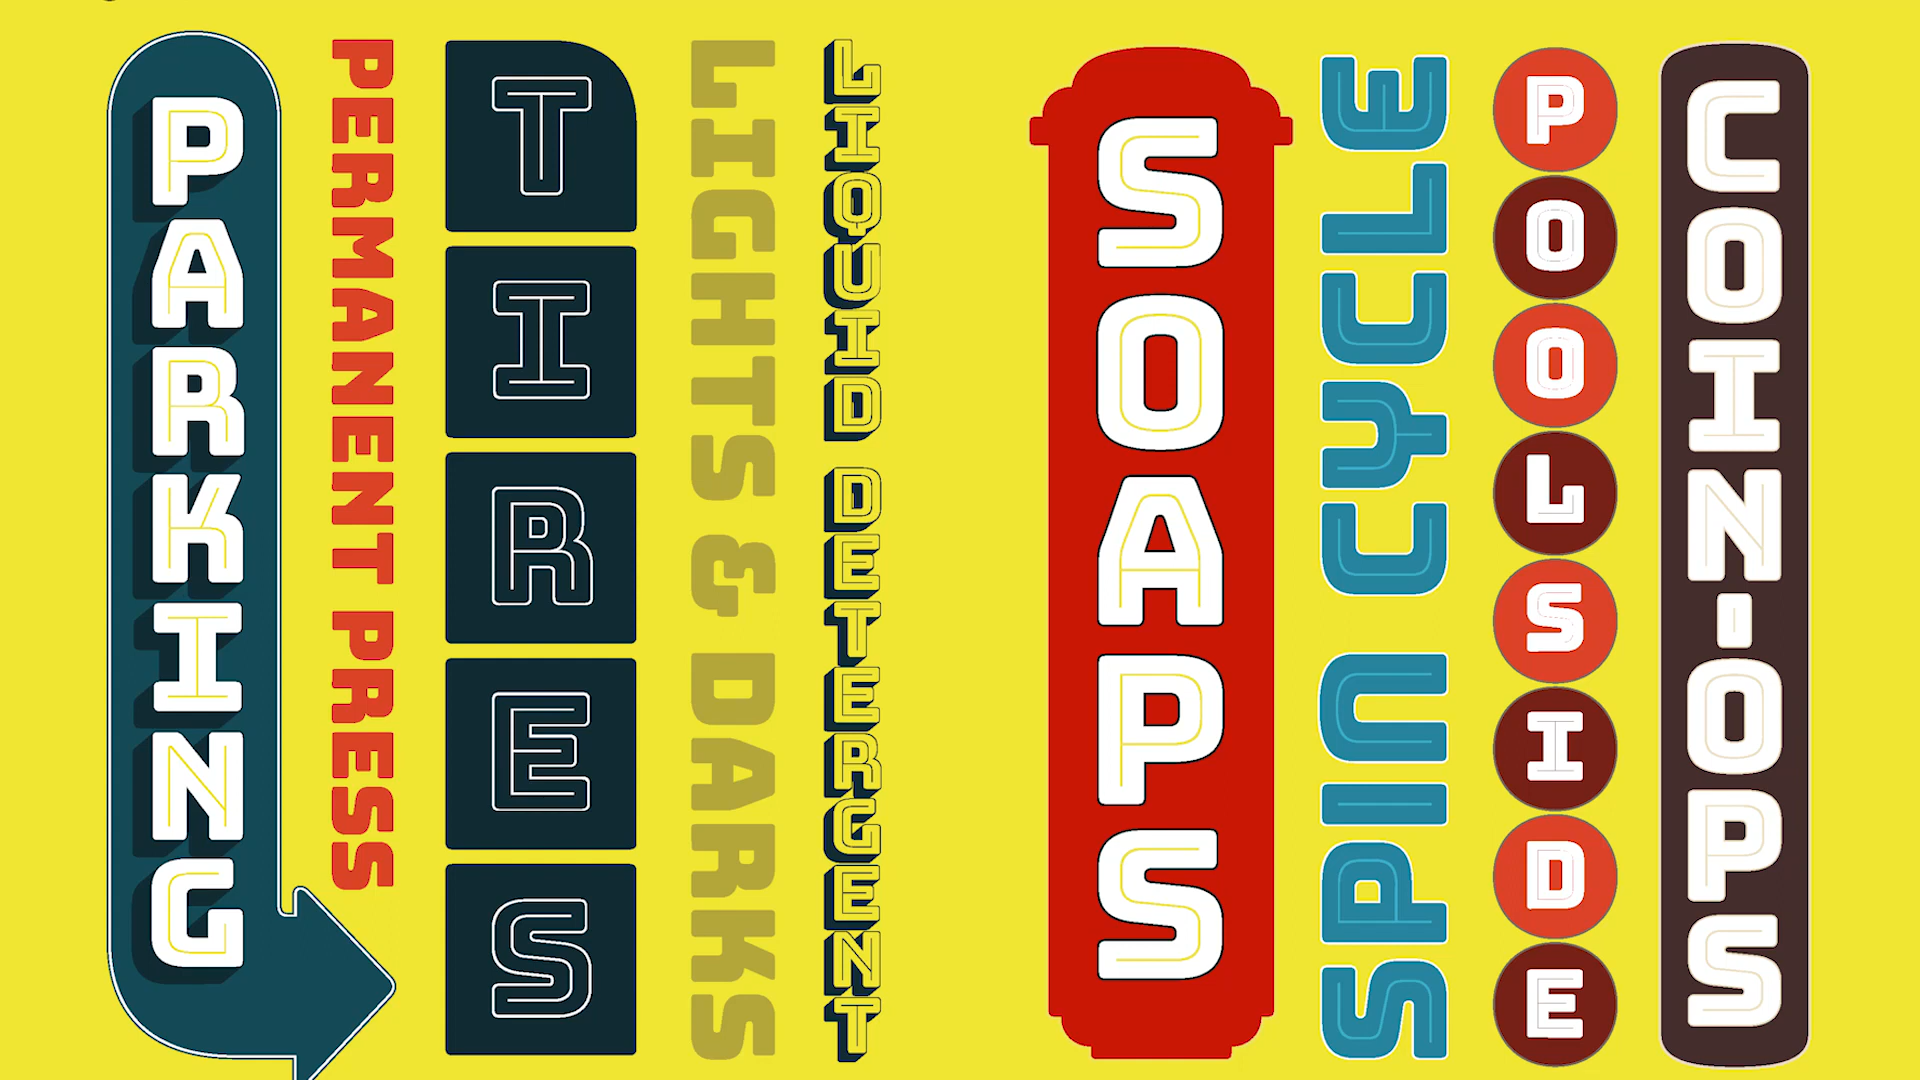 PARKING
PERMANENT PRESS
TIRES
LIGHTS & DARKS
LIQUID DETERGENT
SOAPS
SPIN CYCLE
POOLSIDE
COIN-OPS